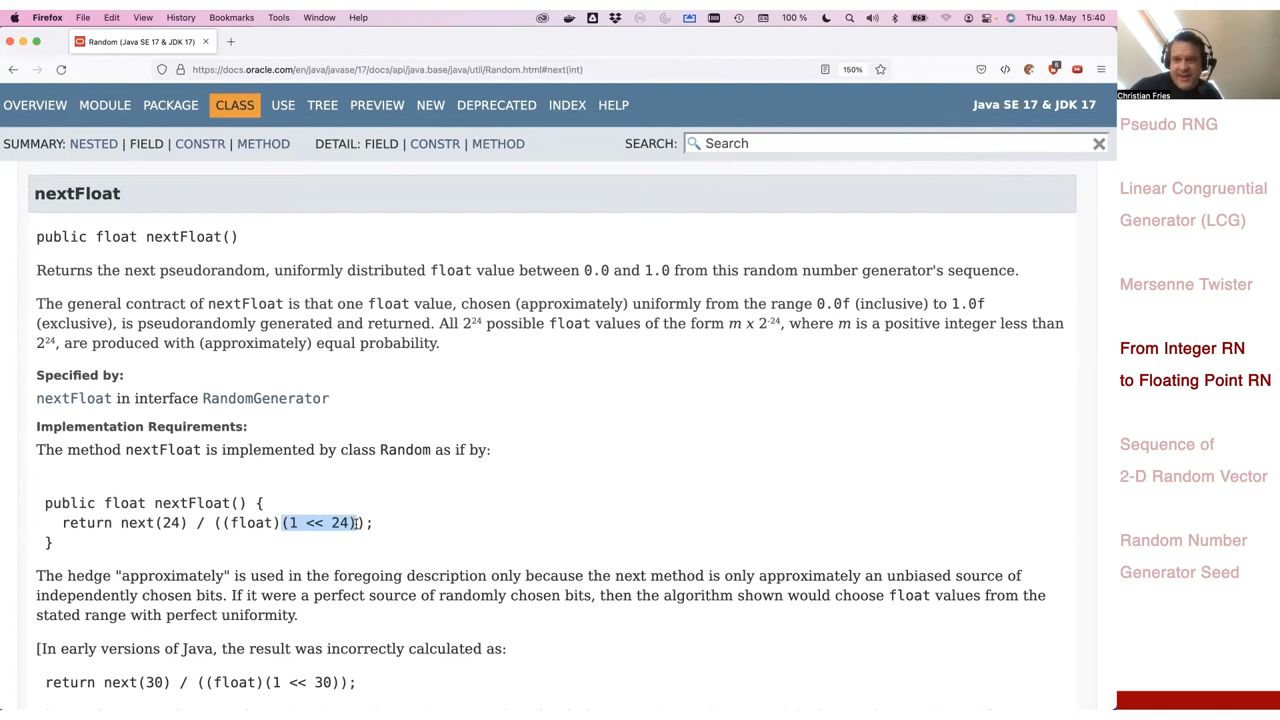 Firefox File Edit View History Bookmarks Tools Window Help 100 % Thu 19. May 15:40
Random (Java SE 17 & JDK 17)
https://docs.oracle.com/en/java/javase/17/docs/api/java.base/java/util/Random.html#next(int) 150% 6
OVERVIEW MODULE PACKAGE CLASS USE TREE PREVIEW NEW DEPRECATED INDEX HELP Java SE 17 & JDK 17
SUMMARY: NESTED | FIELD | CONSTR | METHOD DETAIL: FIELD | CONSTR | METHOD SEARCH: Search
nextFloat
public float nextFloat()
Returns the next pseudorandom, uniformly distributed float value between 0.0 and 1.0 from this random number generator's sequence.
The general contract of nextFloat is that one float value, chosen (approximately) uniformly from the range 0.0f (inclusive) to 1.0f
(exclusive), is pseudorandomly generated and returned. All 2²⁴ possible float values of the form m x 2⁻²⁴, where m is a positive integer less than
2²⁴, are produced with (approximately) equal probability.
Specified by:
nextFloat in interface RandomGenerator
Implementation Requirements:
The method nextFloat is implemented by class Random as if by:
public float nextFloat() {
return next(24) / ((float)(1 << 24));
}
The hedge "approximately" is used in the foregoing description only because the next method is only approximately an unbiased source of
independently chosen bits. If it were a perfect source of randomly chosen bits, then the algorithm shown would choose float values from the
stated range with perfect uniformity.
[In early versions of Java, the result was incorrectly calculated as:
return next(30) / ((float)(1 << 30));
Christian Fries
Pseudo RNG
Linear Congruential
Generator (LCG)
Mersenne Twister
From Integer RN
to Floating Point RN
Sequence of
2-D Random Vector
Random Number
Generator Seed